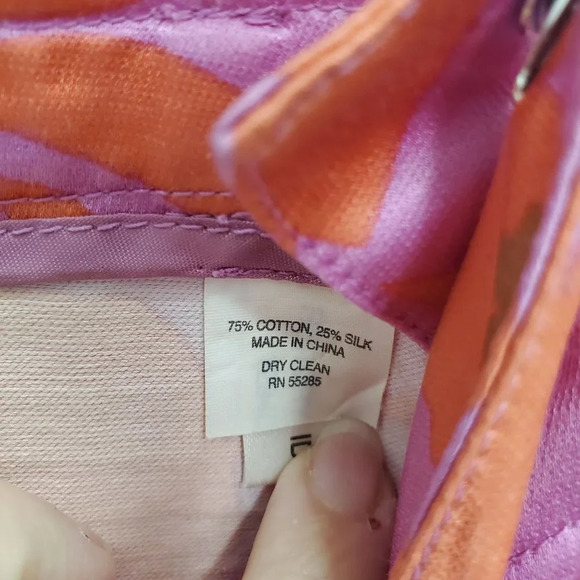 75% COTTON, 25% SILK
MADE IN CHINA
DRY CLEAN
RN 55285